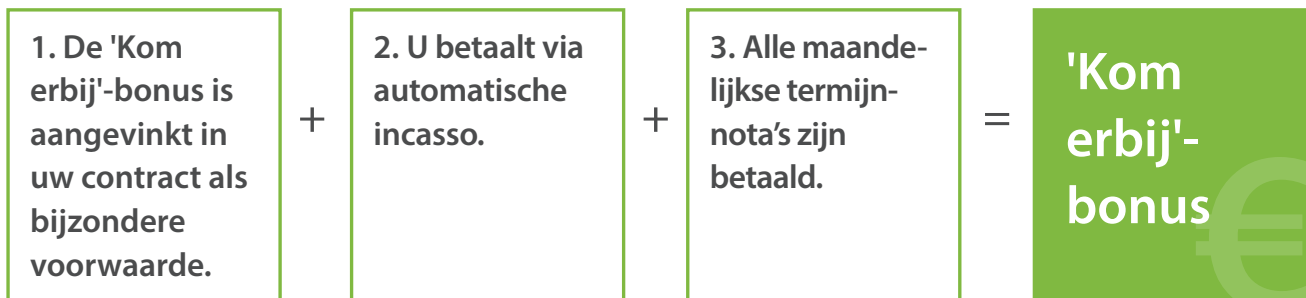 1. De 'Kom
erbij'-bonus is
aangevinkt in
uw contract als
bijzondere
voorwaarde.
+
2. U betaalt via
automatische
incasso.
+
3. Alle maande-
lijkse termijn-
nota’s zijn
betaald.
=
'Kom
erbij'-
bonus
€